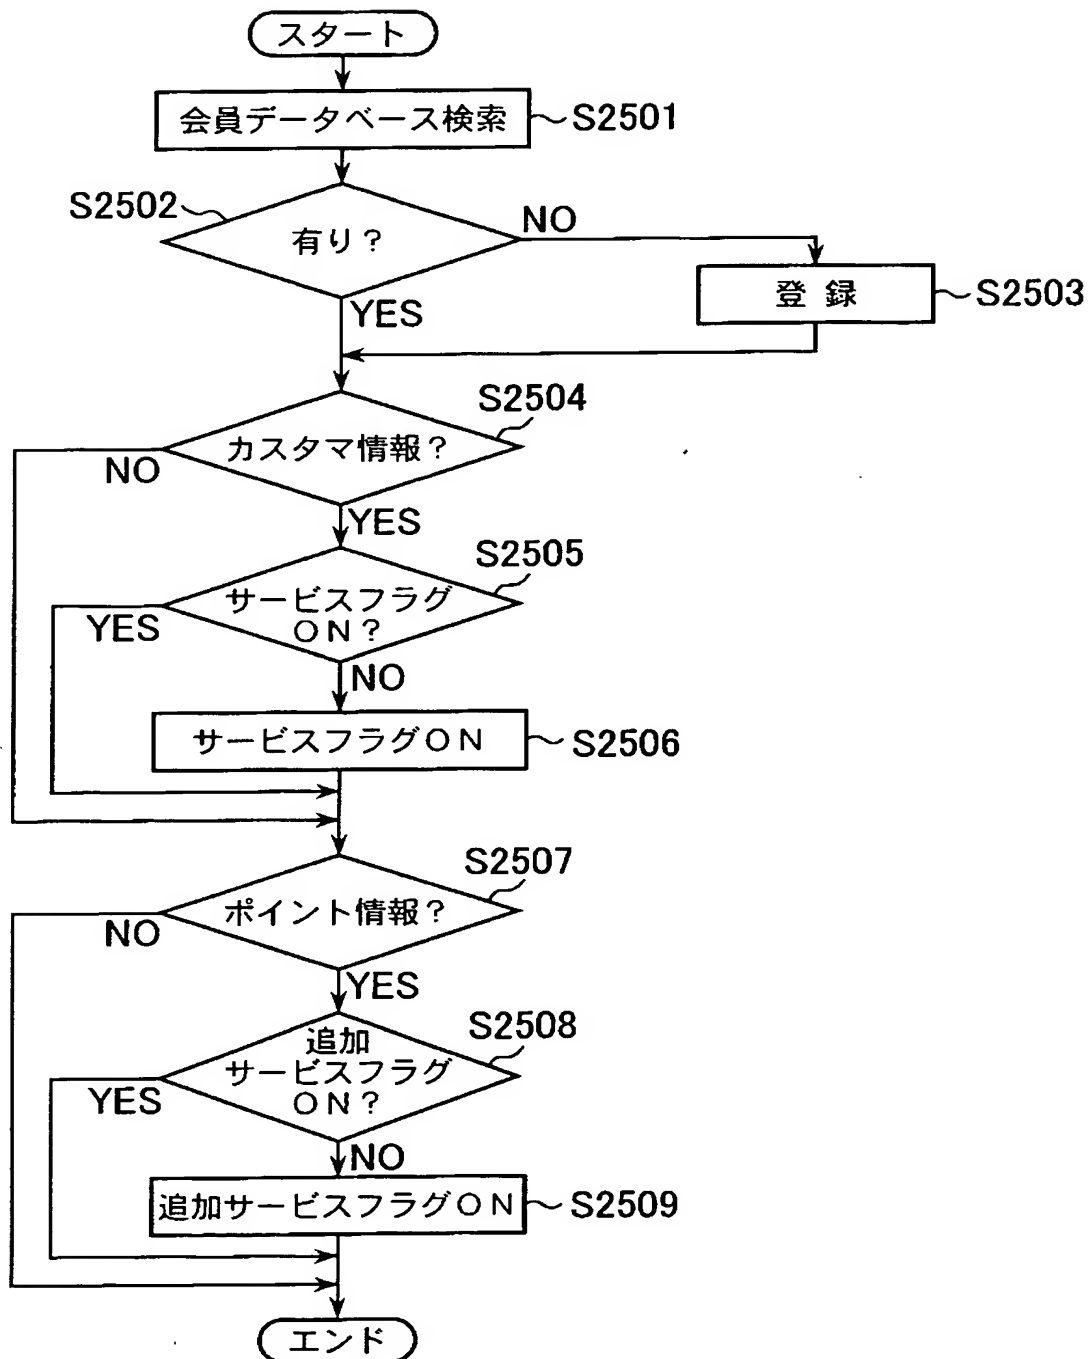 スタート
会員データベース検索
S2501
S2502
有り?
NO
YES
登 録
S2503
S2504
カスタマ情報?
NO
YES
S2505
サービスフラグ
ON?
YES
NO
サービスフラグON
S2506
S2507
ポイント情報?
NO
YES
S2508
追加
サービスフラグ
ON?
YES
NO
追加サービスフラグON
S2509
エンド